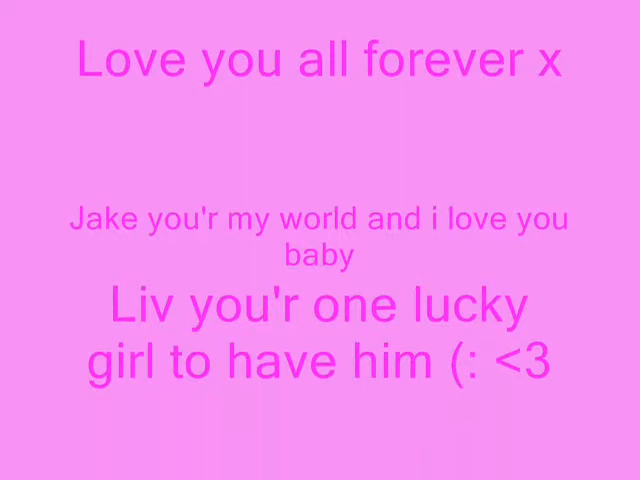 Love you all forever x
Jake you'r my world and i love you
baby
Liv you'r one lucky
girl to have him (: <3